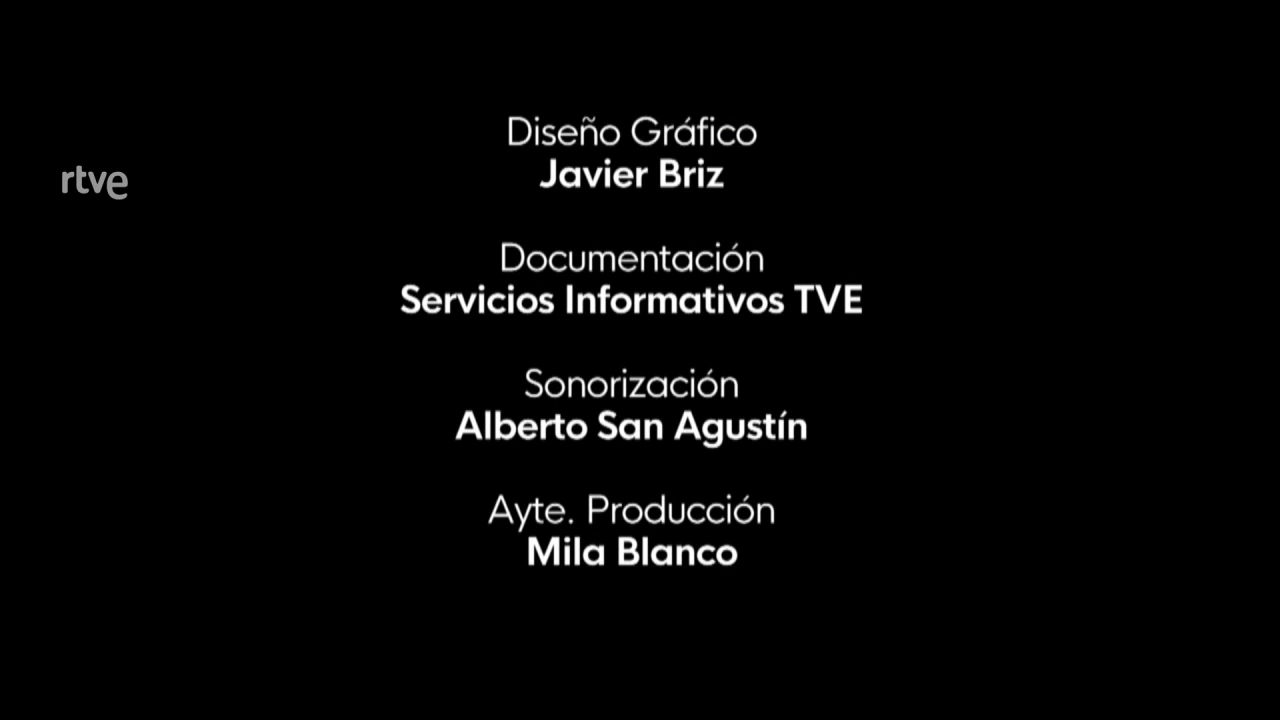 Diseño Gráfico
Javier Briz
rtve
Documentación
Servicios Informativos TVE
Sonorización
Alberto San Agustín
Ayte. Producción
Mila Blanco